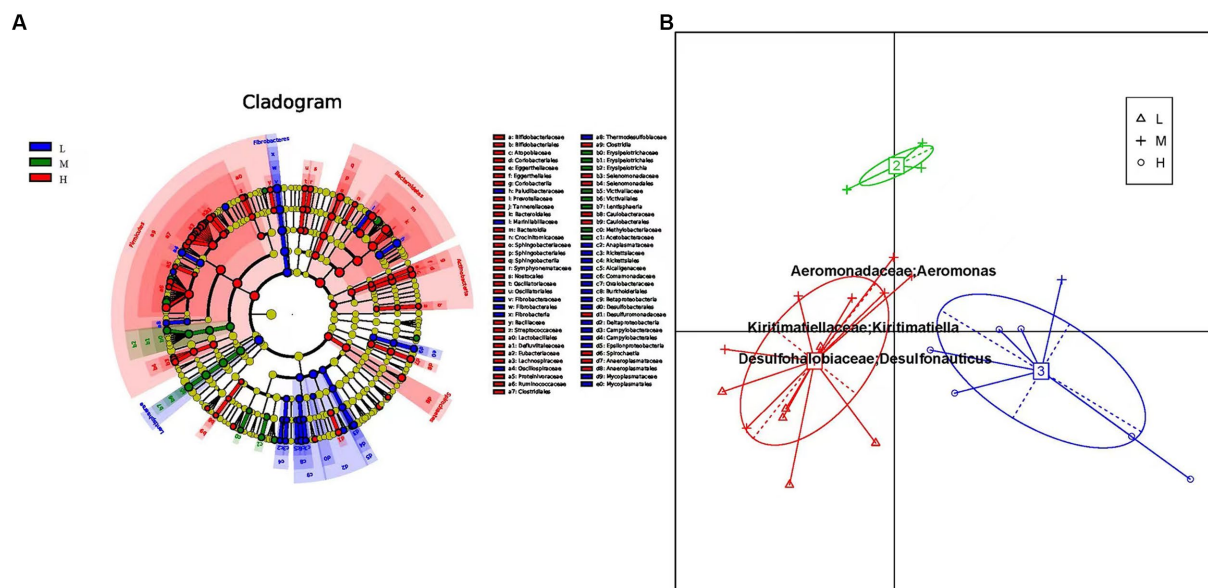 A
B
Cladogram
L
M
H
Fibrobacteres
Bacteroidetes
Firmicutes
Actinobacteria
Spirochaetes
Lentisphaerae
a: Bifidobacteriaceae
b: Bifidobacteriales
c: Atopobiaceae
d: Coriobacteriales
e: Eggerthellaceae
f: Eggerthellales
g: Coriobacteriia
h: Paludibacteraceae
i: Prevotellaceae
j: Tannerellaceae
k: Bacteroidales
l: Marinilabiliaceae
m: Bacteroidia
n: Crocinitomicaceae
o: Sphingobacteriaceae
p: Sphingobacteriales
q: Sphingobacteriia
r: Symphyonemataceae
s: Nostocales
t: Oscillatoriaceae
u: Oscillatoriales
v: Fibrobacteraceae
w: Fibrobacterales
x: Fibrobacteria
y: Bacillaceae
z: Streptococcaceae
a0: Lactobacillales
a1: Defluviitaleaceae
a2: Eubacteriaceae
a3: Lachnospiraceae
a4: Oscillospiraceae
a5: Proteinivoraceae
a6: Ruminococcaceae
a7: Clostridiales
a8: Thermodesulfobiaceae
a9: Clostridia
b0: Erysipelotrichaceae
b1: Erysipelotrichales
b2: Erysipelotrichia
b3: Selenomonadaceae
b4: Selenomonadales
b5: Victivallaceae
b6: Victivallales
b7: Lentisphaeria
b8: Caulobacteraceae
b9: Caulobacterales
c0: Methylobacteriaceae
c1: Acetobacteraceae
c2: Anaplasmataceae
c3: Rickettsiaceae
c4: Rickettsiales
c5: Alcaligenaceae
c6: Comamonadaceae
c7: Oxalobacteraceae
c8: Burkholderiales
c9: Betaproteobacteria
d0: Desulfobacterales
d1: Desulfuromonadaceae
d2: Deltaproteobacteria
d3: Campylobacteraceae
d4: Campylobacterales
d5: Epsilonproteobacteria
d6: Spirochaetia
d7: Anaeroplasmataceae
d8: Anaeroplasmatales
d9: Mycoplasmataceae
e0: Mycoplasmatales
L
M
H
2
Aeromonadaceae;Aeromonas
Kiritimatiellaceae;Kiritimatiella
Desulfohalobiaceae;Desulfonauticus
3